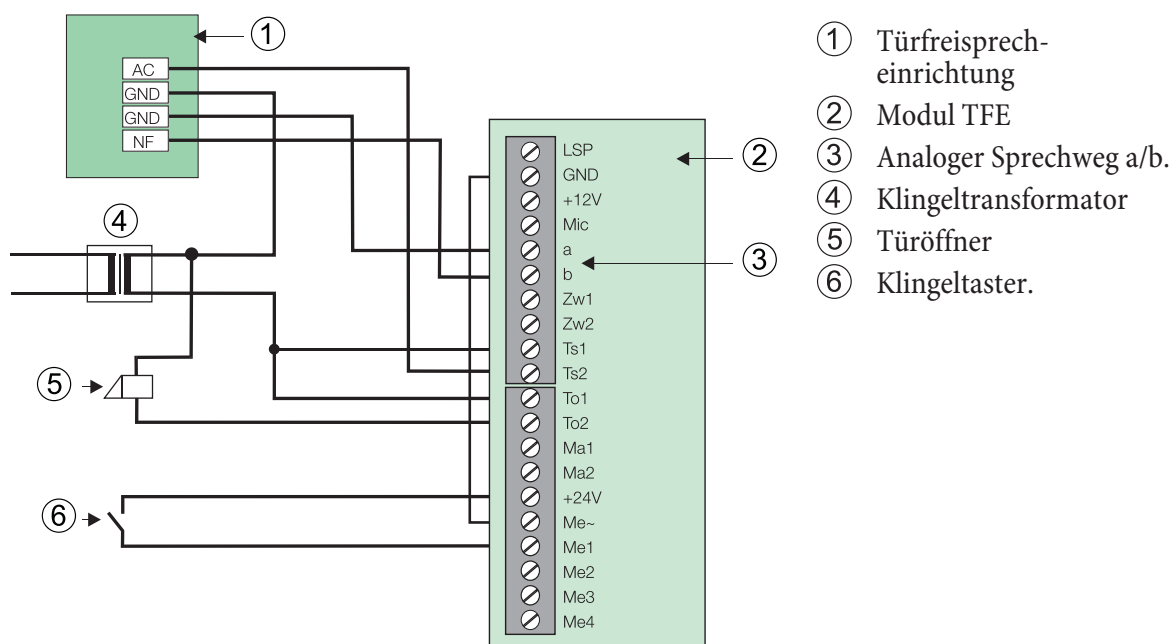 ①
AC
GND
GND
NF
④
⑤
⑥
②
③
LSP
GND
+12V
Mic
a
b
Zw1
Zw2
Ts1
Ts2
To1
To2
Ma1
Ma2
+24V
Me~
Me1
Me2
Me3
Me4
① Türfreisprech-
einrichtung
② Modul TFE
③ Analoger Sprechweg a/b.
④ Klingeltransformator
⑤ Türöffner
⑥ Klingeltaster.